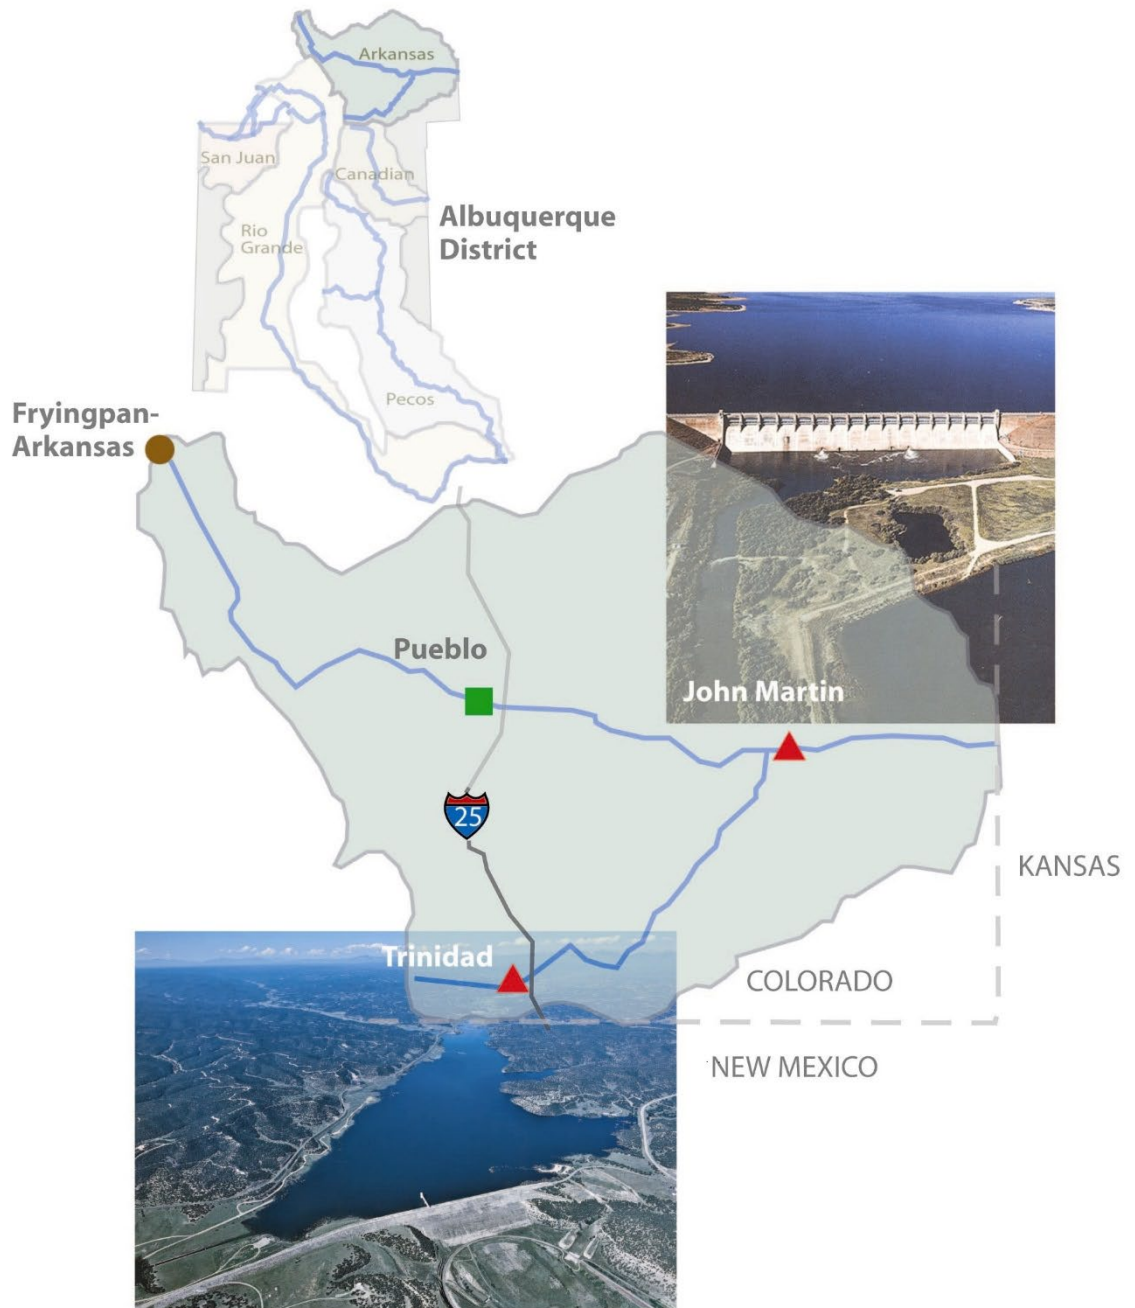 Arkansas
San Juan
Canadian
Rio
Grande
Albuquerque
District
Pecos
Fryingpan-
Arkansas
Pueblo
John Martin
25
KANSAS
Trinidad
COLORADO
NEW MEXICO